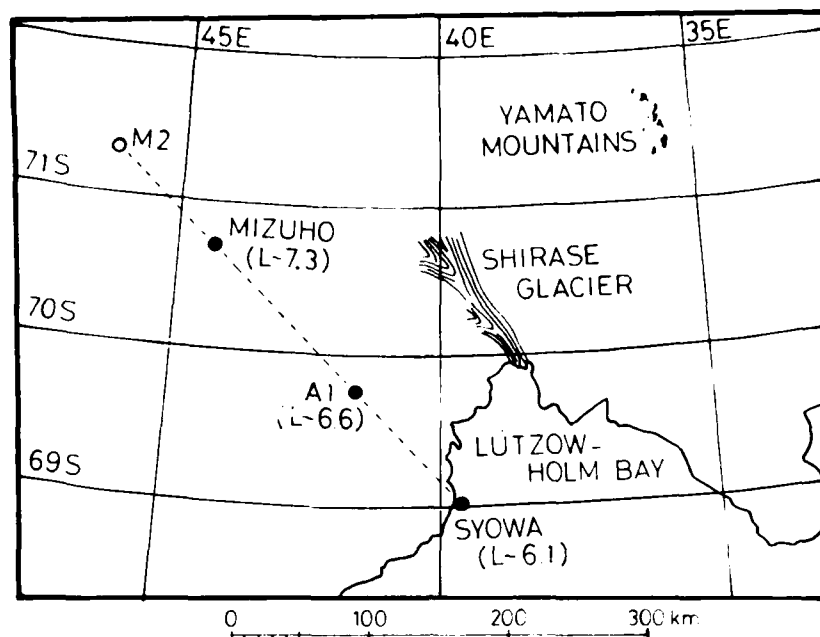 45E
40E
35E
YAMATO
MOUNTAINS
M2
71S
MIZUHO
(L-7.3)
SHIRASE
GLACIER
70S
A1
(L-6.6)
LUTZOW-
HOLM BAY
69S
SYOWA
(L-6.1)
0 100 200 300 km